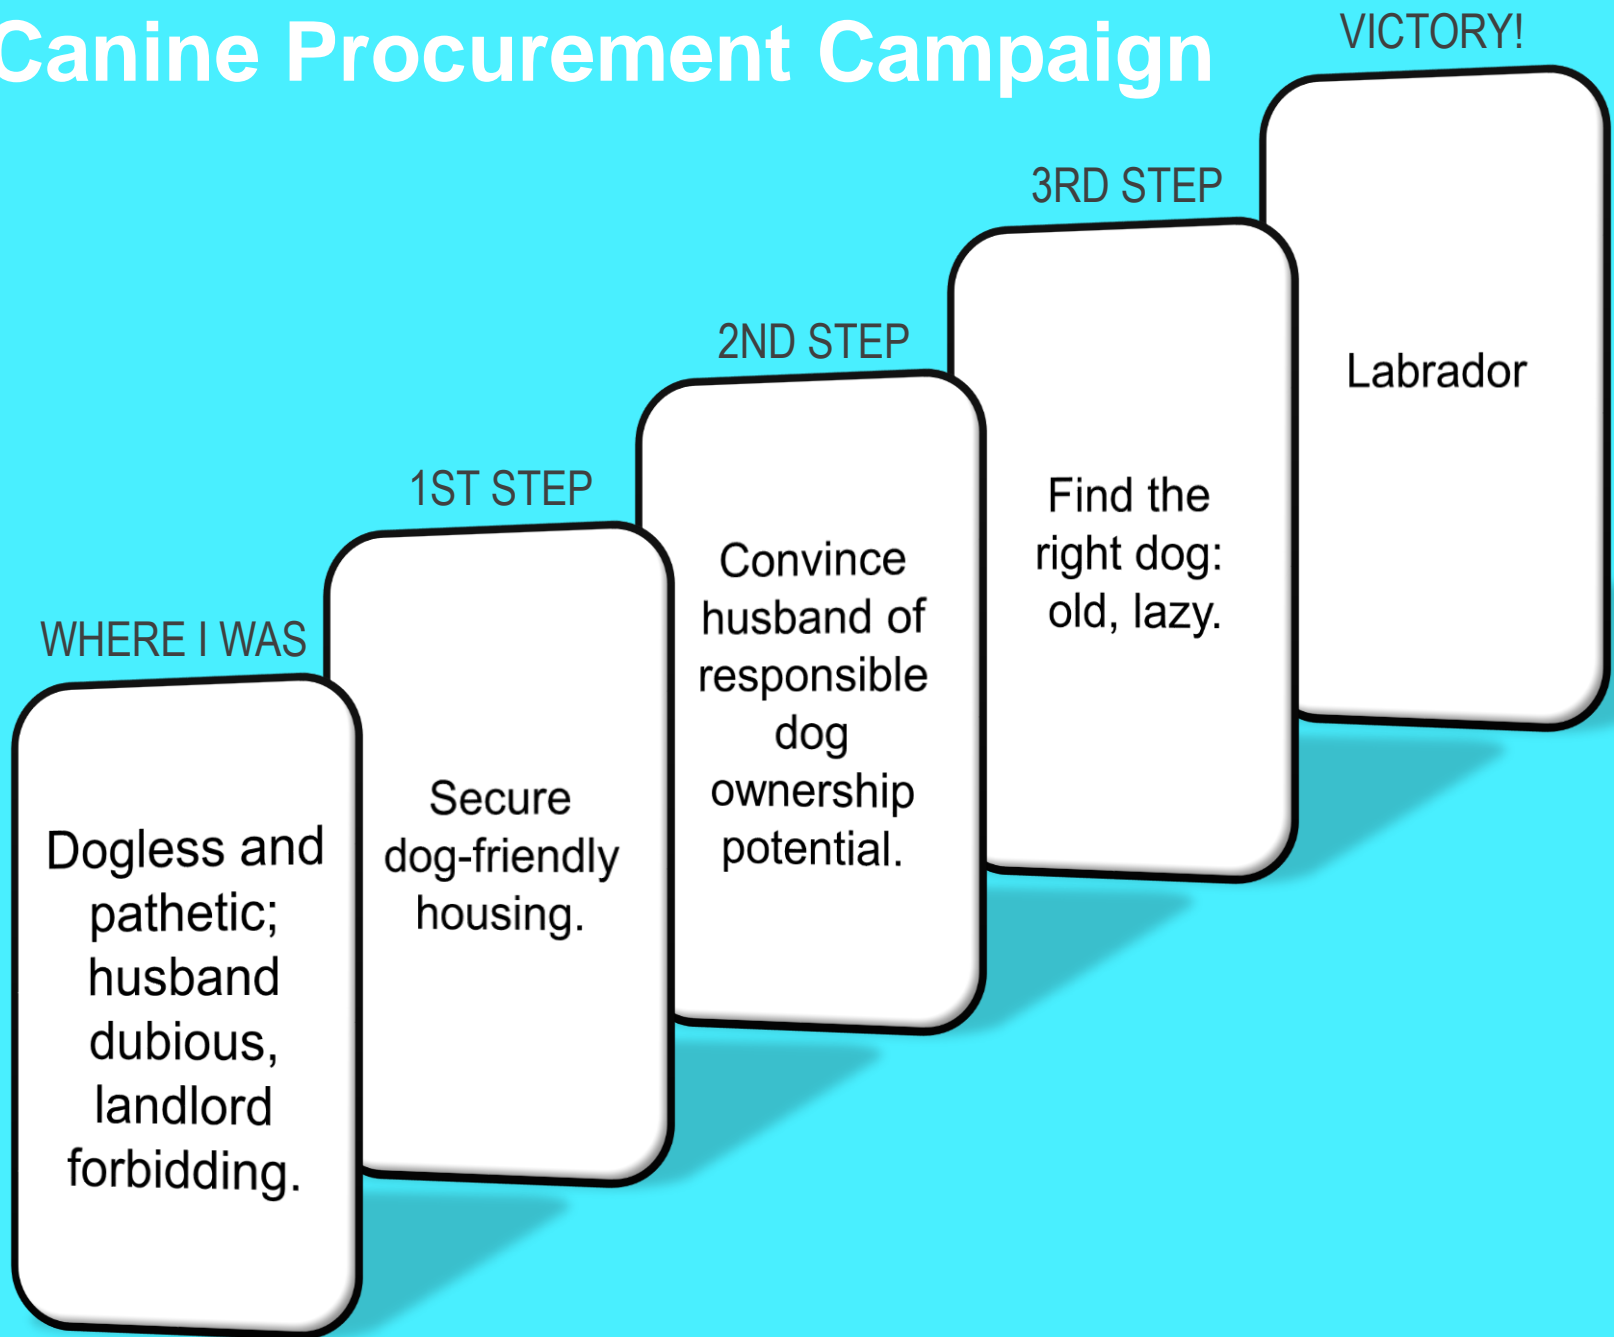 Canine Procurement Campaign
VICTORY!
Labrador
3RD STEP
Find the
right dog:
old, lazy.
2ND STEP
Convince
husband of
responsible
dog
ownership
potential.
1ST STEP
Secure
dog-friendly
housing.
WHERE I WAS
Dogless and
pathetic;
husband
dubious,
landlord
forbidding.